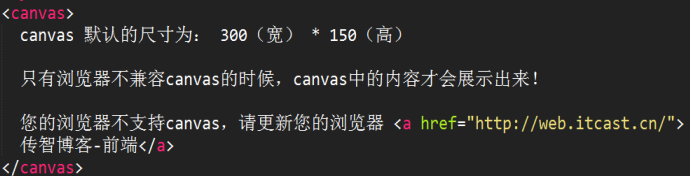 <canvas>
canvas 默认的尺寸为： 300（宽） * 150（高）
只有浏览器不兼容canvas的时候，canvas中的内容才会展示出来！
您的浏览器不支持canvas，请更新您的浏览器 <a href="http://web.itcast.cn/">
传智博客-前端</a>
</canvas>